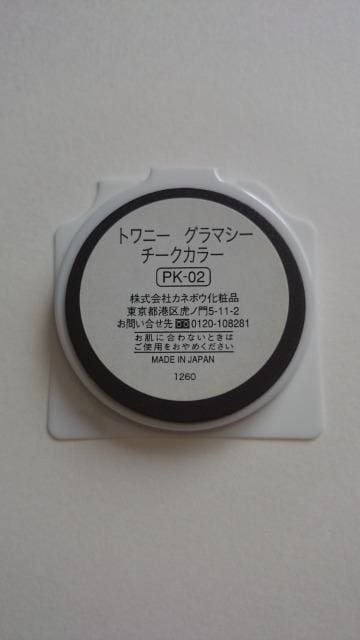 トワニー グラマシー
チークカラー
PK-02
株式会社カネボウ化粧品
東京都港区虎ノ門5-11-2
お問い合せ先 0120-108281
お肌に合わないときは
ご使用をおやめください
MADE IN JAPAN
1260